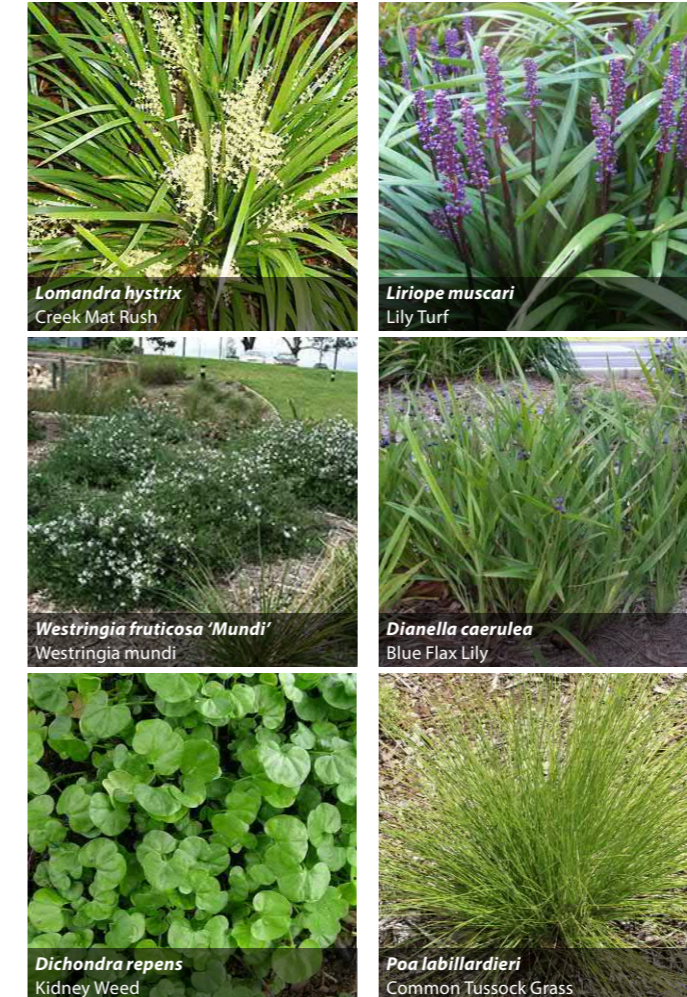 Lomandra hystrix
Creek Mat Rush
Liriope muscari
Lily Turf
Westringia fruticosa ‘Mundi’
Westringia mundi
Dianella caerulea
Blue Flax Lily
Dichondra repens
Kidney Weed
Poa labillardieri
Common Tussock Grass